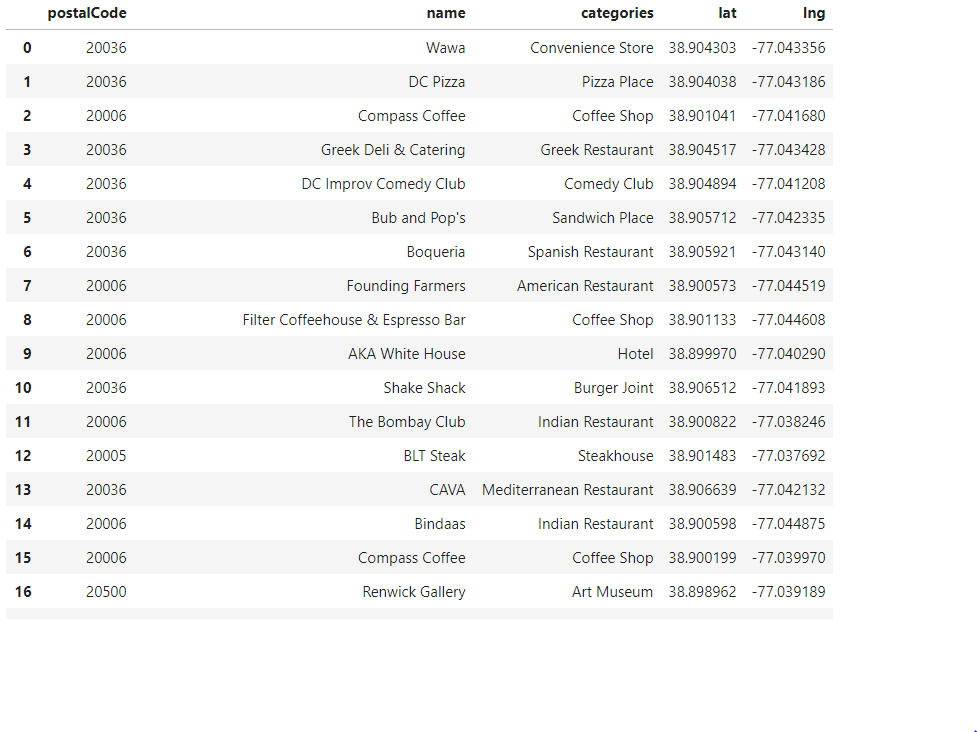 postalCode name categories lat lng
0 20036 Wawa Convenience Store 38.904303 -77.043356
1 20036 DC Pizza Pizza Place 38.904038 -77.043186
2 20006 Compass Coffee Coffee Shop 38.901041 -77.041680
3 20036 Greek Deli & Catering Greek Restaurant 38.904517 -77.043428
4 20036 DC Improv Comedy Club Comedy Club 38.904894 -77.041208
5 20036 Bub and Pop's Sandwich Place 38.905712 -77.042335
6 20036 Boqueria Spanish Restaurant 38.905921 -77.043140
7 20006 Founding Farmers American Restaurant 38.900573 -77.044519
8 20006 Filter Coffeehouse & Espresso Bar Coffee Shop 38.901133 -77.044608
9 20006 AKA White House Hotel 38.899970 -77.040290
10 20036 Shake Shack Burger Joint 38.906512 -77.041893
11 20006 The Bombay Club Indian Restaurant 38.900822 -77.038246
12 20005 BLT Steak Steakhouse 38.901483 -77.037692
13 20036 CAVA Mediterranean Restaurant 38.906639 -77.042132
14 20006 Bindaas Indian Restaurant 38.900598 -77.044875
15 20006 Compass Coffee Coffee Shop 38.900199 -77.039970
16 20500 Renwick Gallery Art Museum 38.898962 -77.039189
.